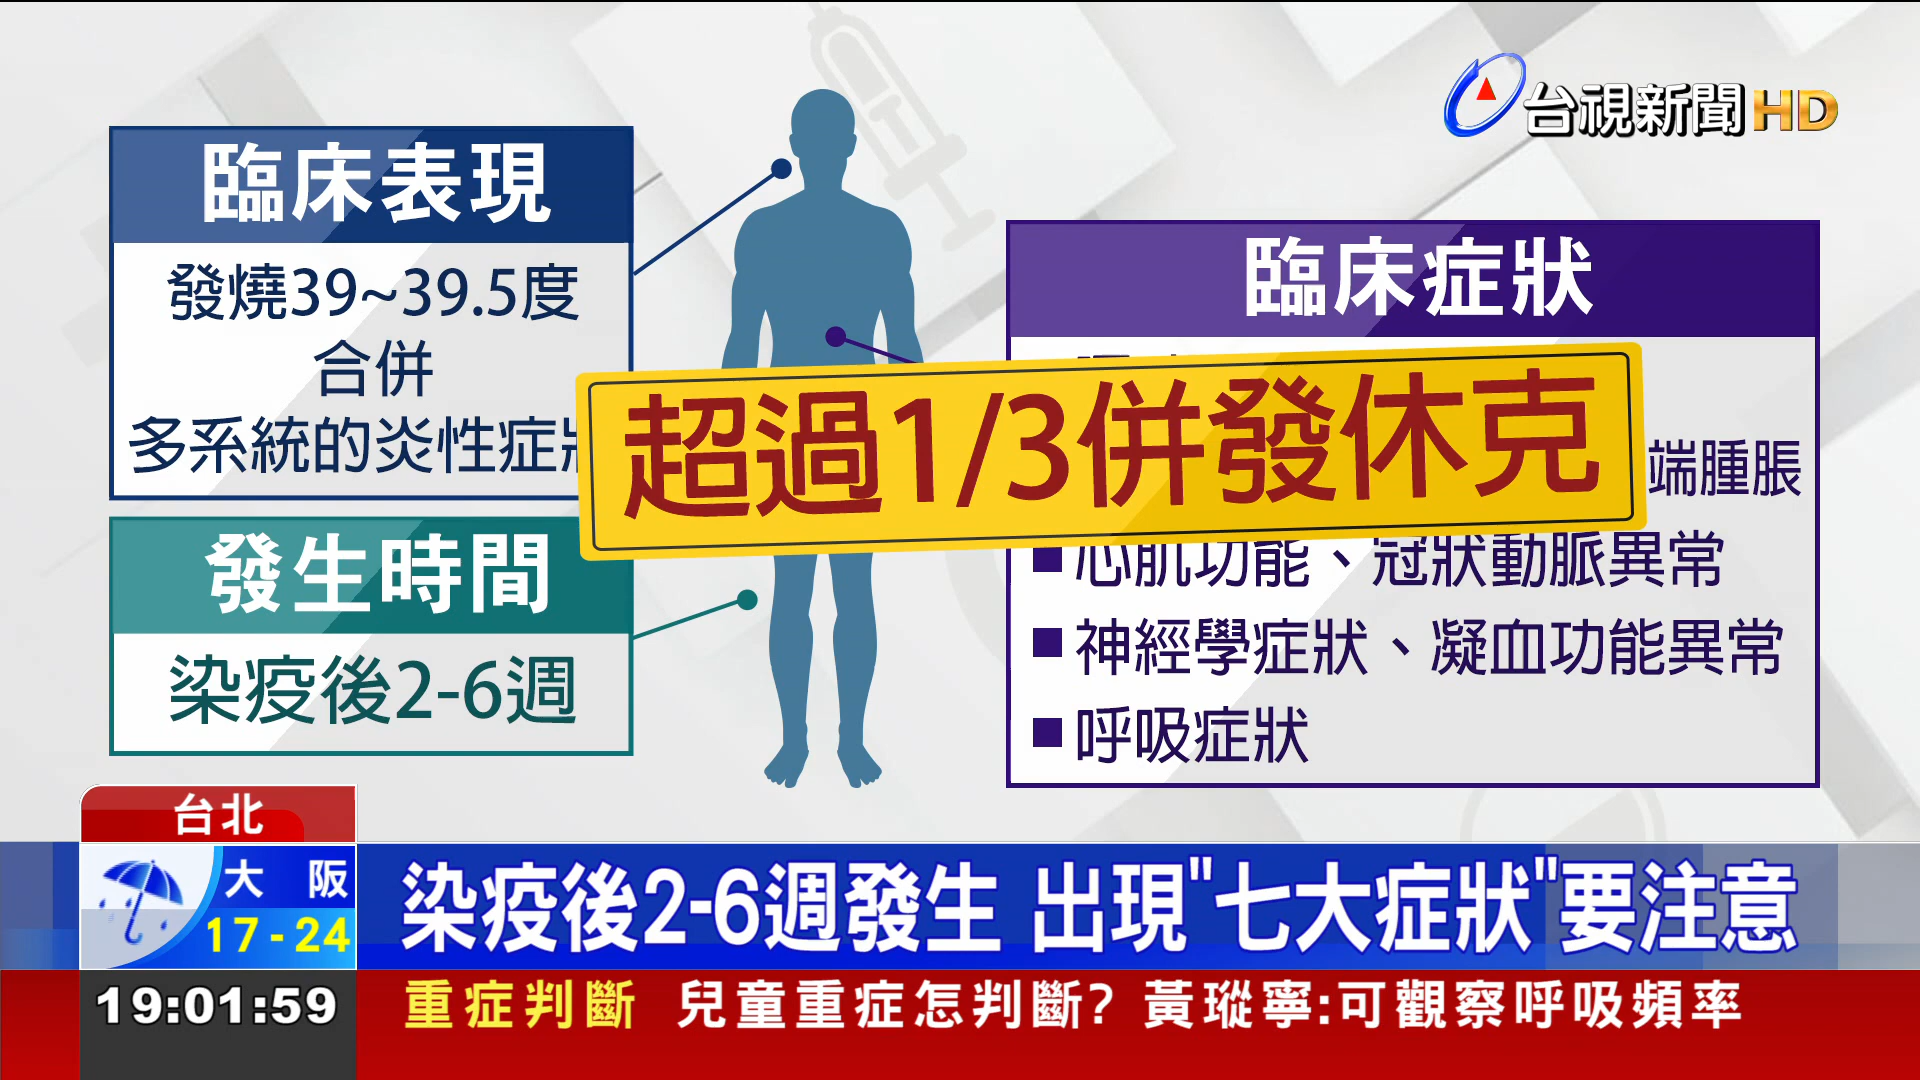 台視新聞HD
臨床表現
發燒39~39.5度
合併
多系統的炎性症狀
發生時間
染疫後2-6週
臨床症狀
超過1/3併發休克
端腫脹
心肌功能、冠狀動脈異常
神經學症狀、凝血功能異常
呼吸症狀
台北
大 阪
17-24
染疫後2-6週發生 出現"七大症狀"要注意
19:01:59
重症判斷 兒童重症怎判斷? 黃瑽寧:可觀察呼吸頻率